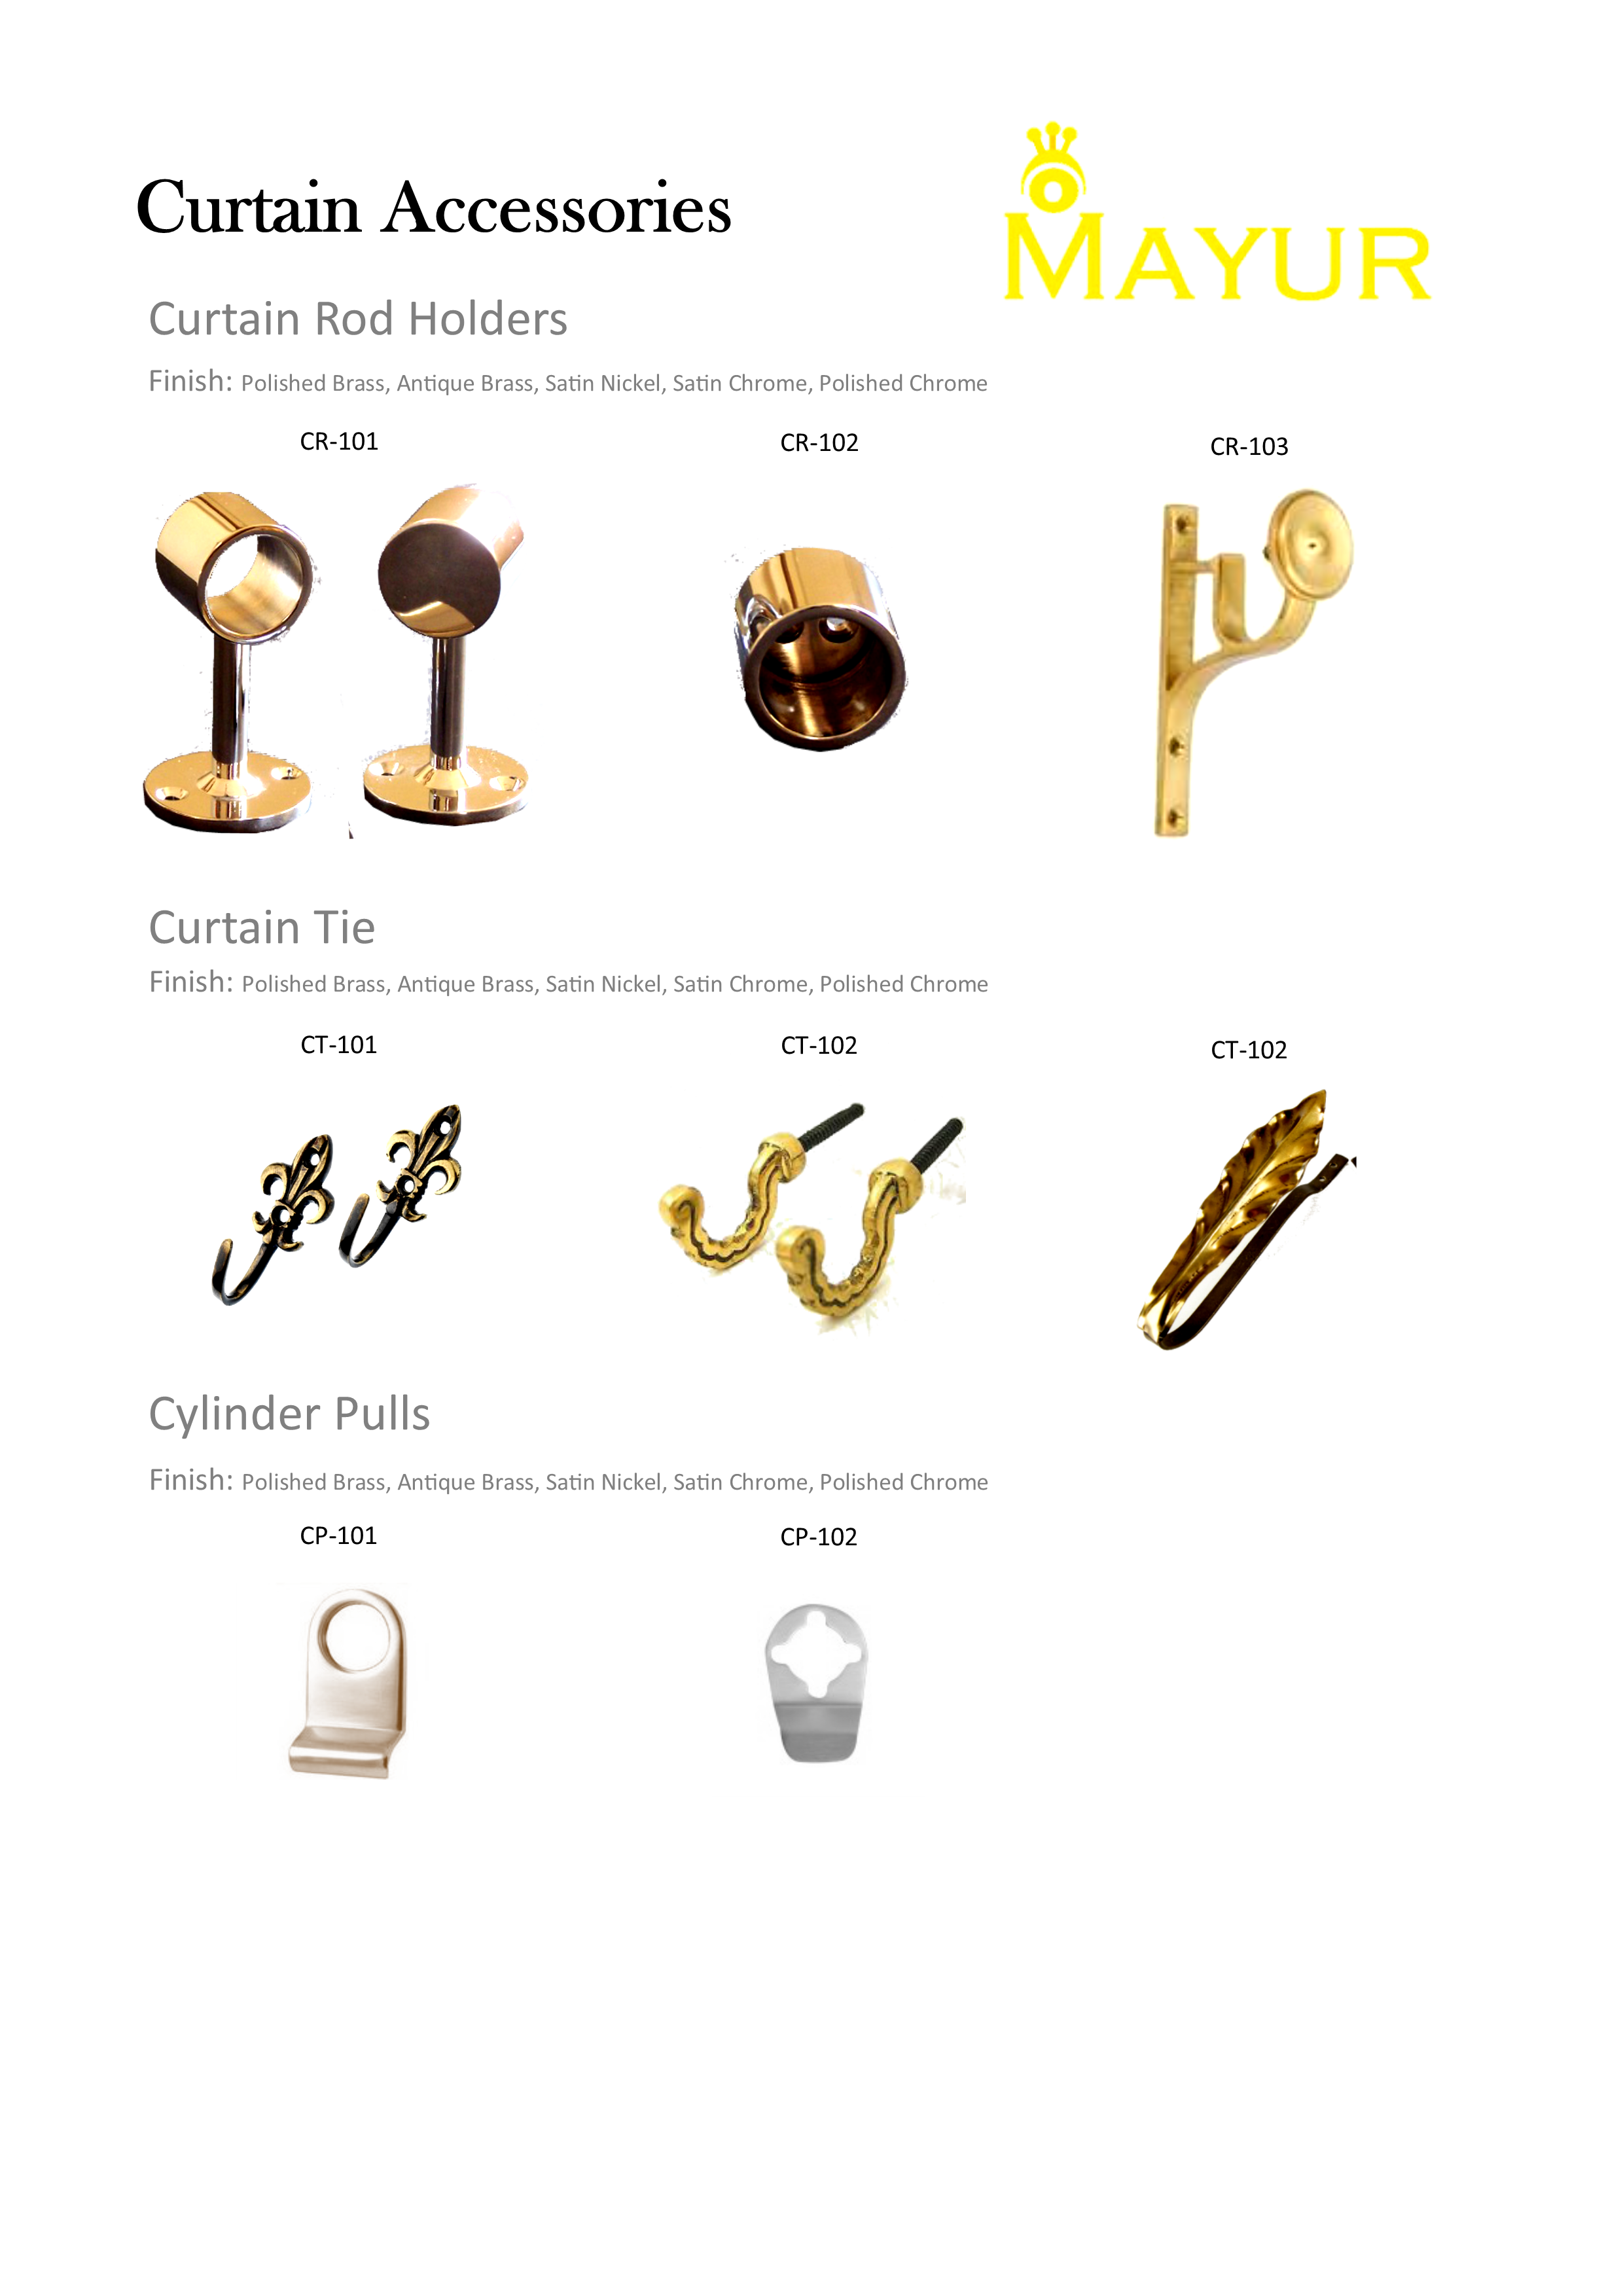 Curtain Accessories
MAYUR
Curtain Rod Holders
Finish: Polished Brass, Antique Brass, Satin Nickel, Satin Chrome, Polished Chrome
CR-101
CR-102
CR-103
Curtain Tie
Finish: Polished Brass, Antique Brass, Satin Nickel, Satin Chrome, Polished Chrome
CT-101
CT-102
CT-102
Cylinder Pulls
Finish: Polished Brass, Antique Brass, Satin Nickel, Satin Chrome, Polished Chrome
CP-101
CP-102